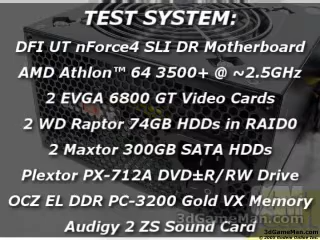 TEST SYSTEM:
DFI UT nForce4 SLI DR Motherboard
AMD Athlon™ 64 3500+ @ ~2.5GHz
2 EVGA 6800 GT Video Cards
2 WD Raptor 74GB HDDs in RAID0
2 Maxtor 300GB SATA HDDs
Plextor PX-712A DVD±R/RW Drive
OCZ EL DDR PC-3200 Gold VX Memory
Audigy 2 ZS Sound Card
3dGameMan.com
3dGameMan.com